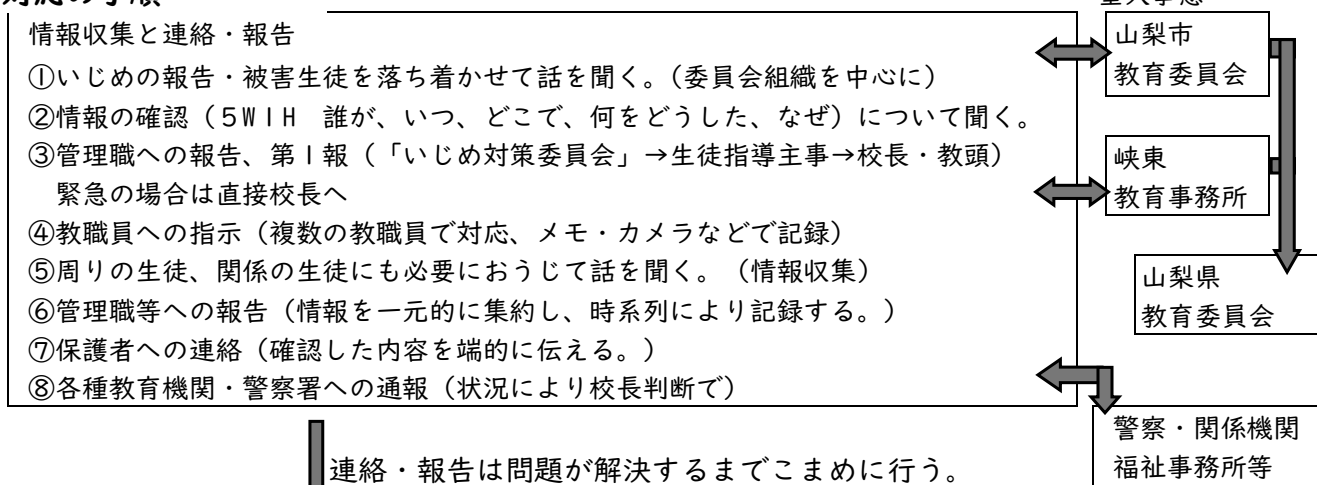 情報収集と連絡・報告
①いじめの報告・被害生徒を落ち着かせて話を聞く。(委員会組織を中心に)
②情報の確認(5W1H 誰が、いつ、どこで、何をどうした、なぜ)について聞く。
③管理職への報告、第1報(「いじめ対策委員会」→生徒指導主事→校長・教頭)
緊急の場合は直接校長へ
④教職員への指示(複数の教職員で対応、メモ・カメラなどで記録)
⑤周りの生徒、関係の生徒にも必要におうじて話を聞く。(情報収集)
⑥管理職等への報告(情報を一元的に集約し、時系列により記録する。)
⑦保護者への連絡(確認した内容を端的に伝える。)
⑧各種教育機関・警察署への通報(状況により校長判断で)
山梨市
教育委員会
峡東
教育事務所
山梨県
教育委員会
警察・関係機関
福祉事務所等
連絡・報告は問題が解決するまでこまめに行う。